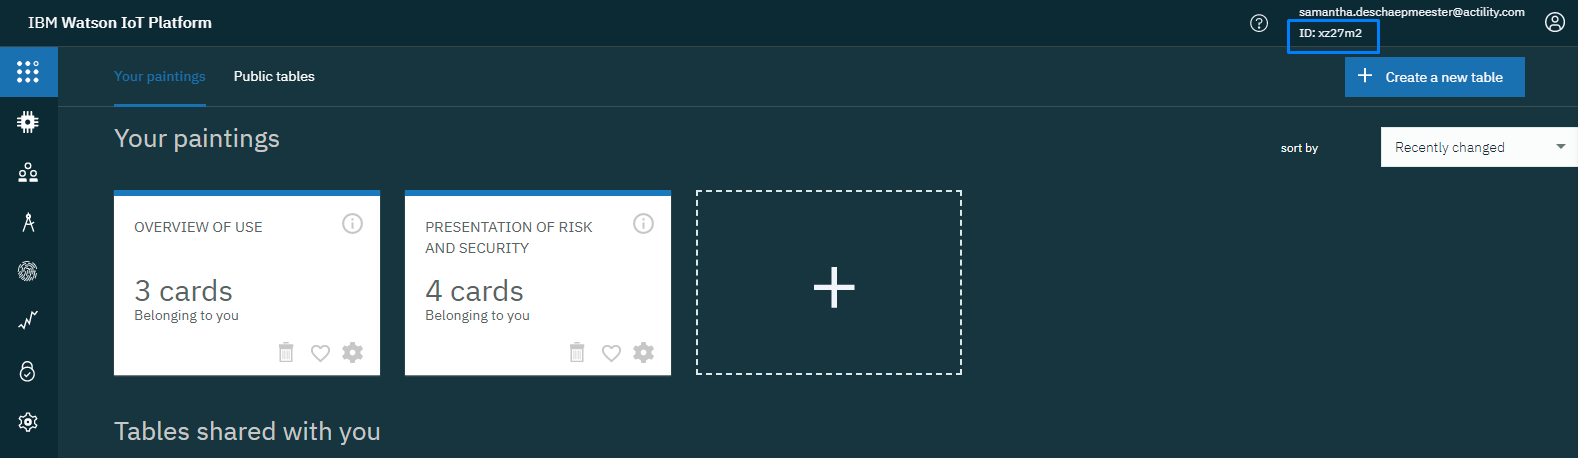 IBM Watson IoT Platform
samantha.deschaepmeester@actility.com
ID: xz27m2
Your paintings
Public tables
Create a new table
Your paintings
sort by
Recently changed
OVERVIEW OF USE
3 cards
Belonging to you
PRESENTATION OF RISK
AND SECURITY
4 cards
Belonging to you
Tables shared with you